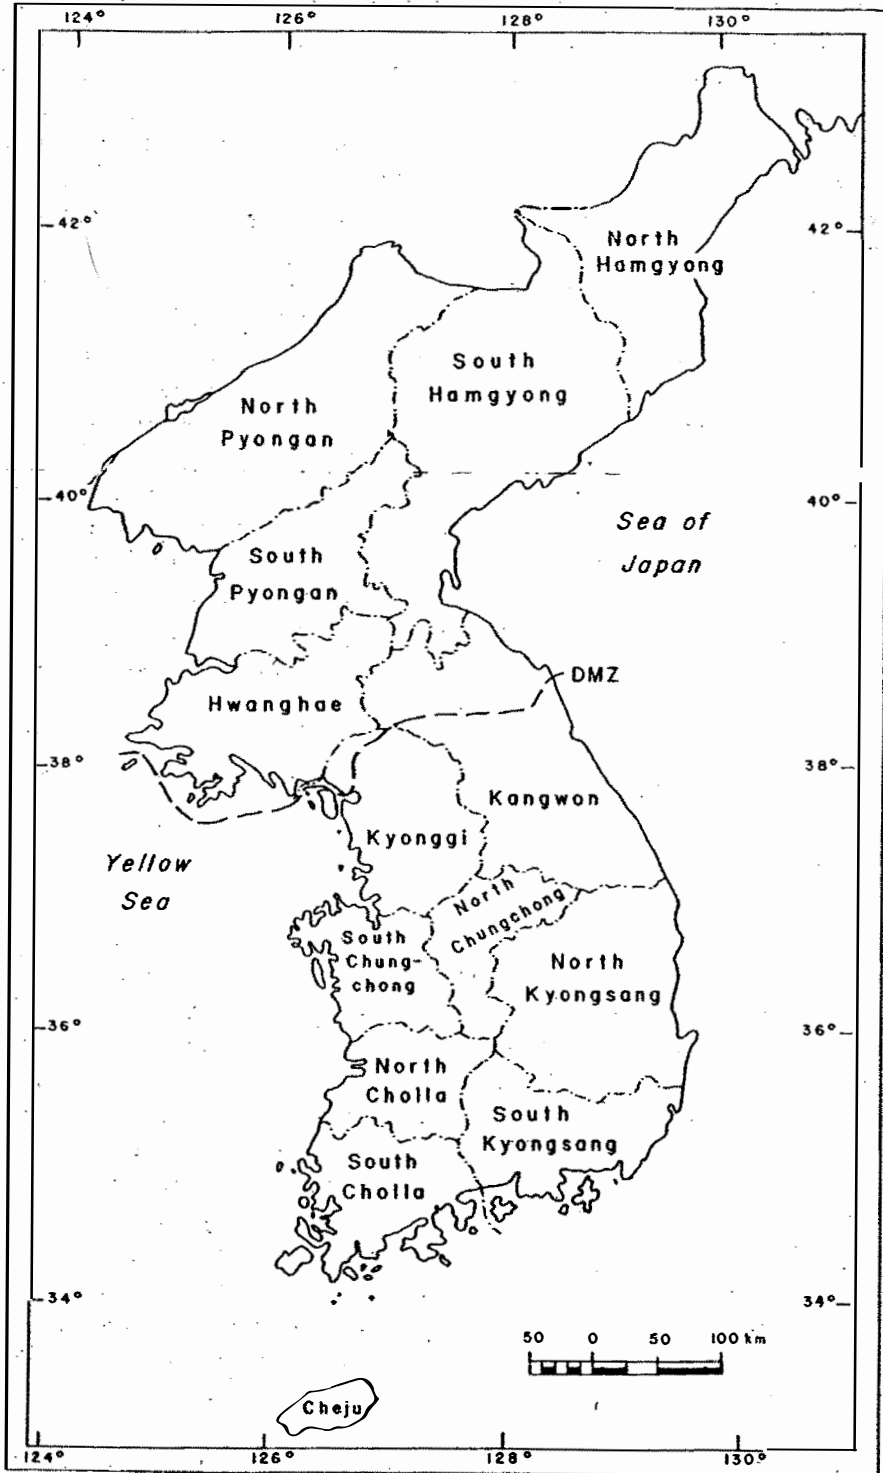 124°
126°
128°
130°
42°
42°
North
Hamgyong
South
Hamgyong
North
Pyongan
40°
40°
Sea of
Japan
South
Pyongan
DMZ
Hwanghae
38°
38°
Kangwon
Kyonggi
Yellow
Sea
North
Chungchong
South
Chung-
chong
North
Kyongsang
36°
36°
North
Cholla
South
Kyongsang
South
Cholla
34°
34°
50 0 50 100 km
Cheju
124°
126°
128°
130°